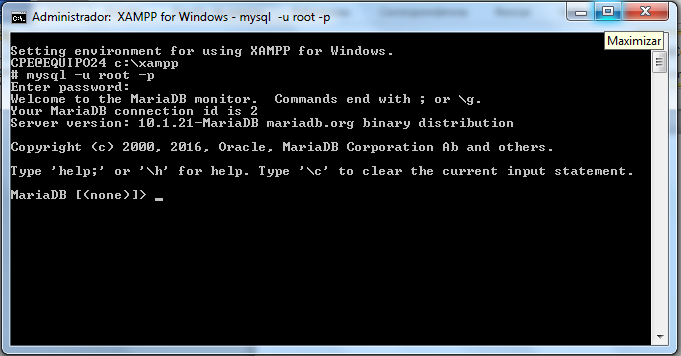 Administrador: XAMPP for Windows - mysql -u root -p
Maximizar
Setting environment for using XAMPP for Windows.
CPE@EQUIPO24 c:\xampp
# mysql -u root -p
Enter password:
Welcome to the MariaDB monitor.  Commands end with ; or \g.
Your MariaDB connection id is 2
Server version: 10.1.21-MariaDB mariadb.org binary distribution
Copyright (c) 2000, 2016, Oracle, MariaDB Corporation Ab and others.
Type 'help;' or '\h' for help. Type '\c' to clear the current input statement.
MariaDB [(none)]> _